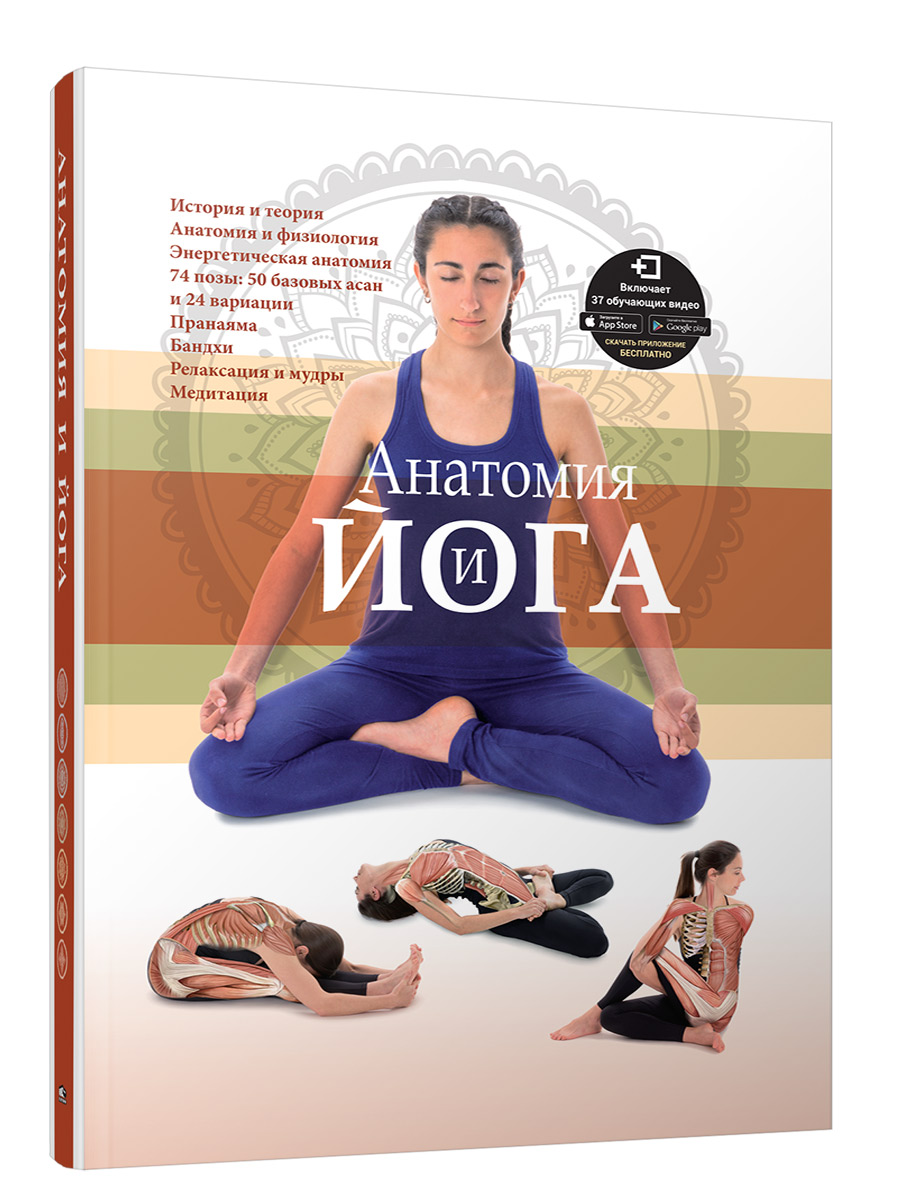 АНАТОМИЯ И ЙОГА
История и теория
Анатомия и физиология
Энергетическая анатомия
74 позы: 50 базовых асан
и 24 вариации
Пранаяма
Бандхи
Релаксация и мудры
Медитация
Включает
37 обучающих видео
Загрузите в
App Store
Google play
СКАЧАТЬ ПРИЛОЖЕНИЕ
БЕСПЛАТНО
Анатомия
и
ЙОГА